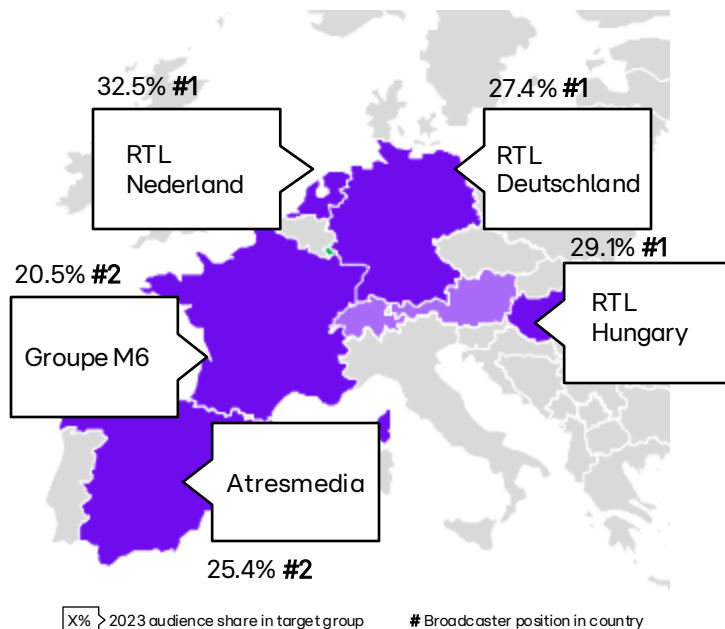 32.5% #1
RTL
Nederland
27.4% #1
RTL
Deutschland
29.1% #1
RTL
Hungary
20.5% #2
Groupe M6
Atresmedia
25.4% #2
X% 2023 audience share in target group
# Broadcaster position in country